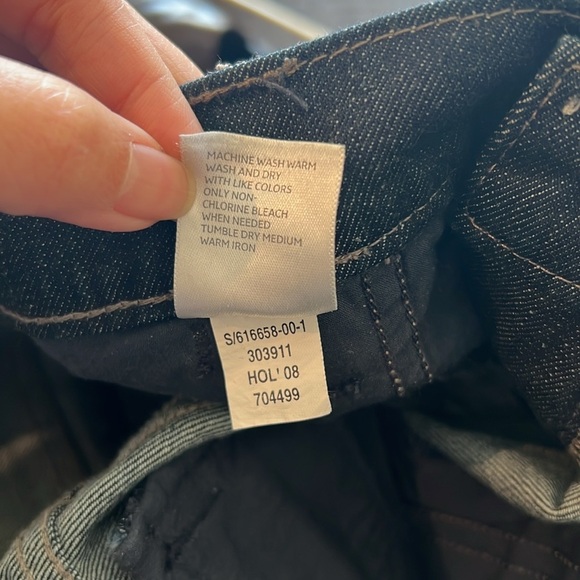 MACHINE WASH WARM
WASH AND DRY
WITH LIKE COLORS
ONLY NON-
CHLORINE BLEACH
WHEN NEEDED
TUMBLE DRY MEDIUM
WARM IRON
S/616658-00-1
303911
HOL' 08
704499